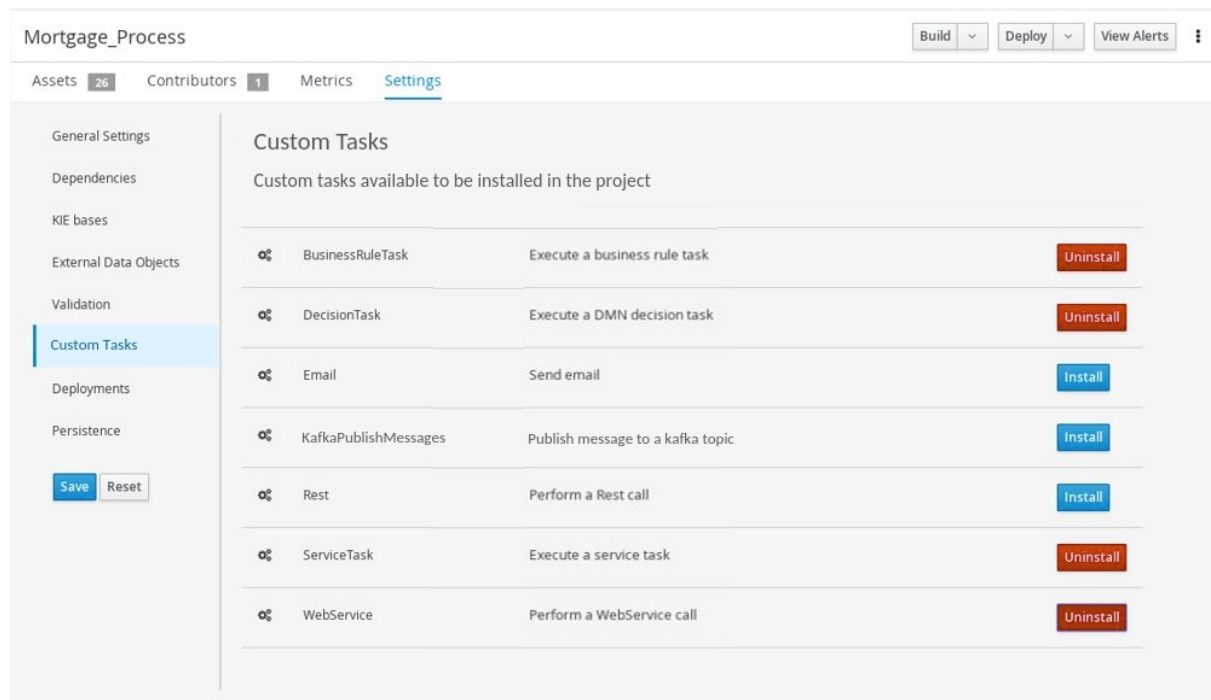 Mortgage_Process
Build
Deploy
View Alerts
Assets 26 Contributors 1 Metrics Settings
General Settings
Dependencies
KIE bases
External Data Objects
Validation
Custom Tasks
Deployments
Persistence
Save Reset
Custom Tasks
Custom tasks available to be installed in the project
BusinessRuleTask Execute a business rule task Uninstall
DecisionTask Execute a DMN decision task Uninstall
Email Send email Install
KafkaPublishMessages Publish message to a kafka topic Install
Rest Perform a Rest call Install
ServiceTask Execute a service task Uninstall
WebService Perform a WebService call Uninstall